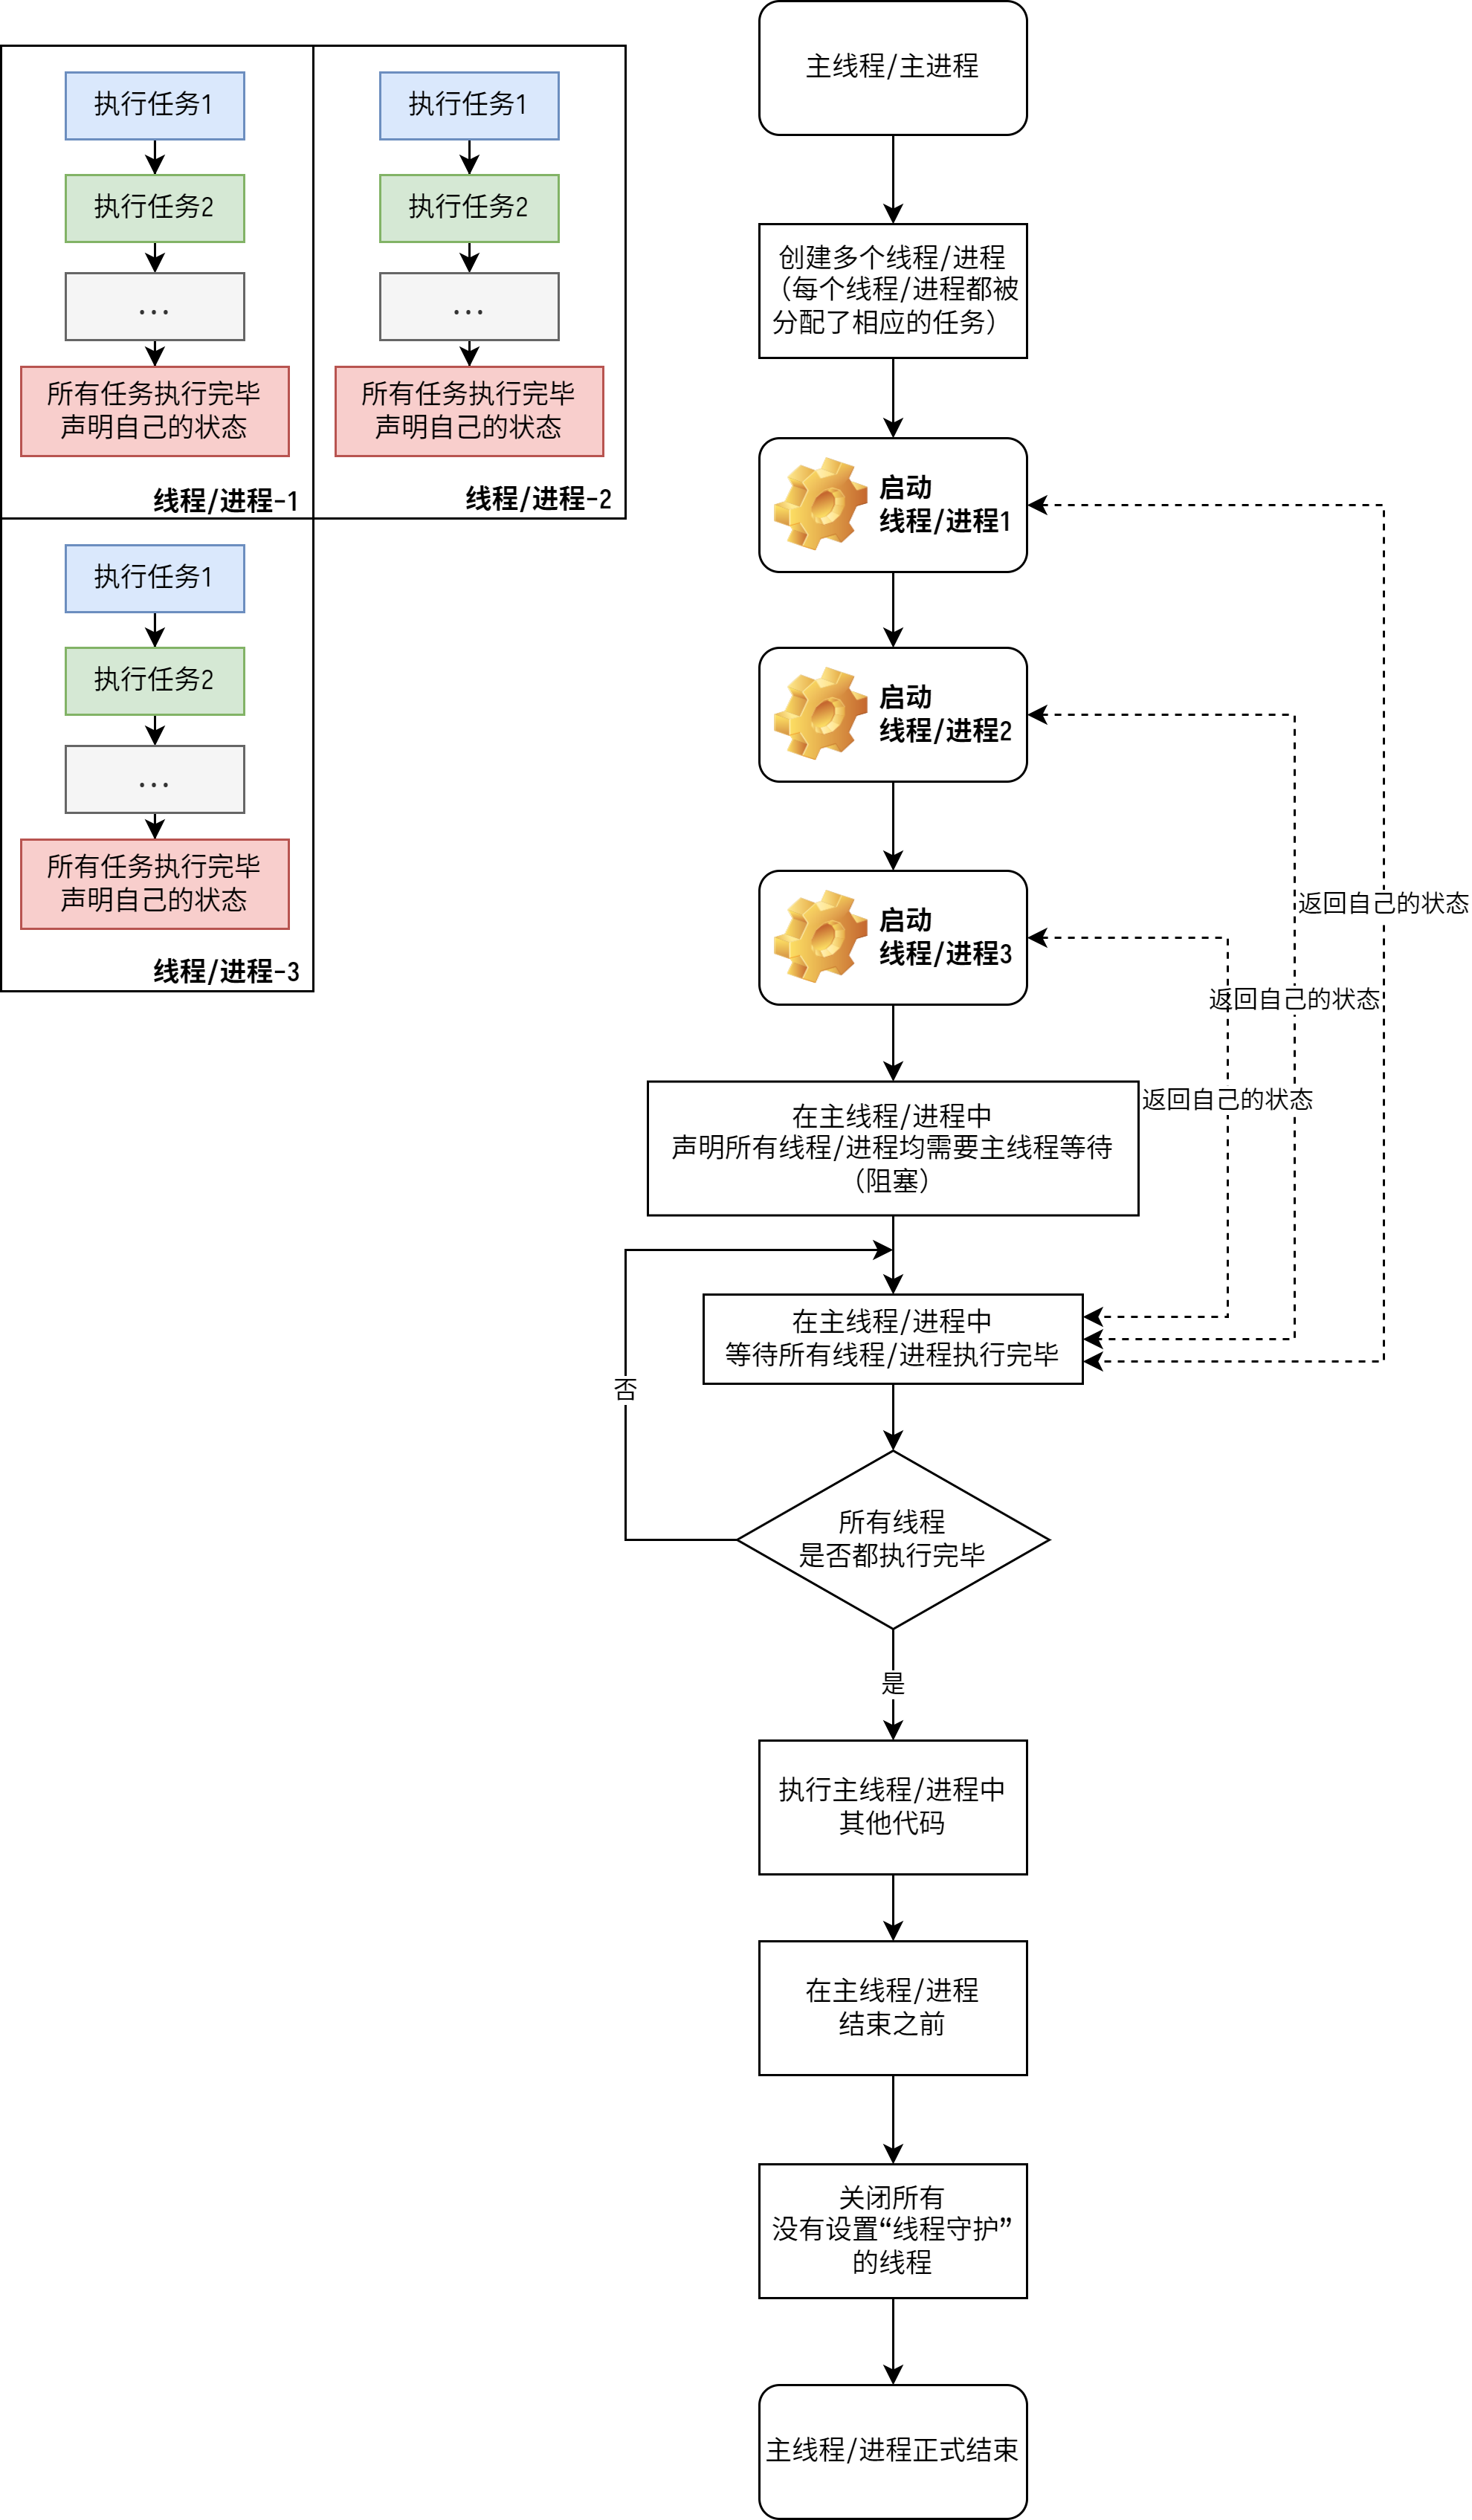 执行任务1
执行任务2
...
所有任务执行完毕
声明自己的状态
线程/进程-1
执行任务1
执行任务2
...
所有任务执行完毕
声明自己的状态
线程/进程-2
执行任务1
执行任务2
...
所有任务执行完毕
声明自己的状态
线程/进程-3
主线程/主进程
创建多个线程/进程
（每个线程/进程都被
分配了相应的任务）
启动
线程/进程1
启动
线程/进程2
启动
线程/进程3
返回自己的状态
返回自己的状态
返回自己的状态
在主线程/进程中
声明所有线程/进程均需要主线程等待
（阻塞）
在主线程/进程中
等待所有线程/进程执行完毕
否
所有线程
是否都执行完毕
是
执行主线程/进程中
其他代码
在主线程/进程
结束之前
关闭所有
没有设置“线程守护”
的线程
主线程/进程正式结束